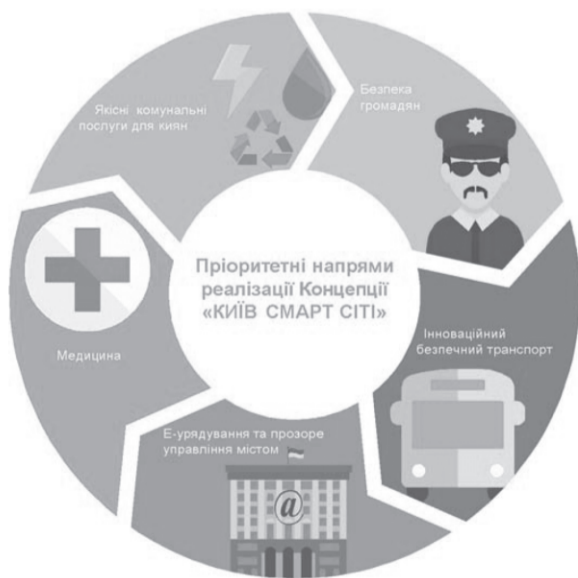 Якісні комунальні
послуги для киян
Безпека
громадян
Пріоритетні напрями
реалізації Концепції
«КИЇВ СМАРТ СІТІ»
Інноваційний
безпечний транспорт
Медицина
Е-урядування та прозоре
управління містом
@